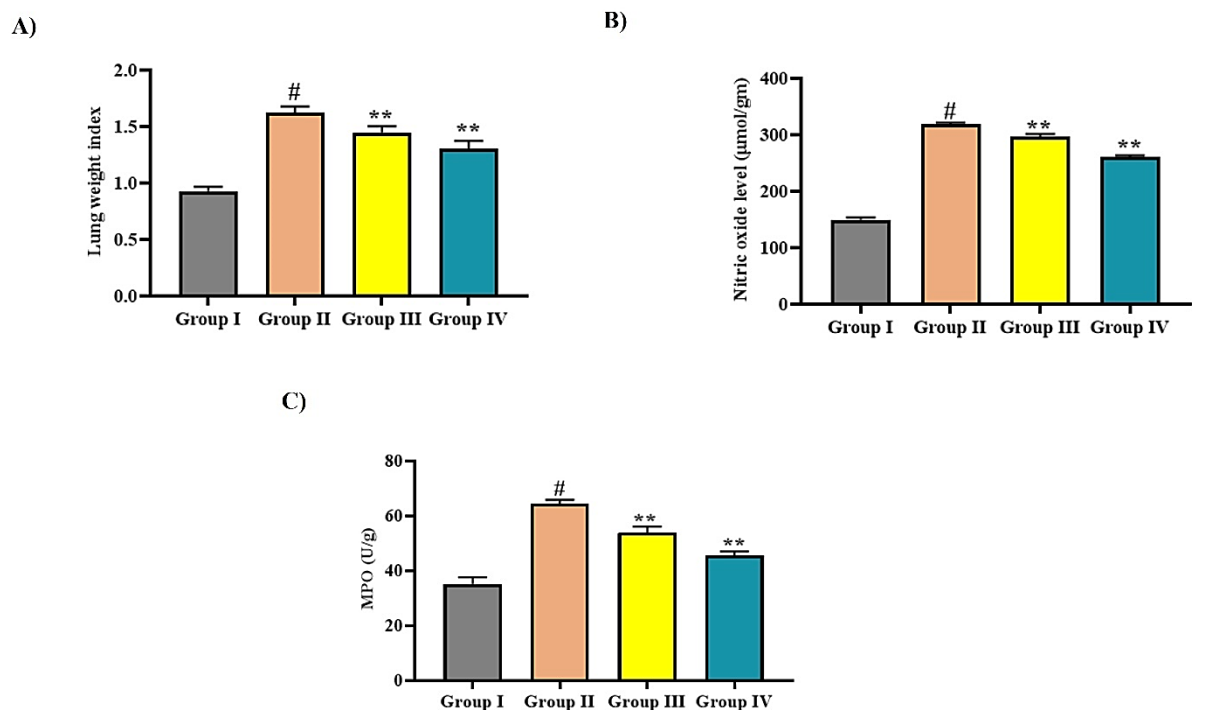 A)
Lung weight index
2.0
1.5
1.0
0.5
0.0
#
**
**
Group I Group II Group III Group IV
B)
Nitric oxide level (μmol/gm)
400
300
200
100
0
#
**
**
Group I Group II Group III Group IV
C)
MPO (U/g)
80
60
40
20
0
#
**
**
Group I Group II Group III Group IV